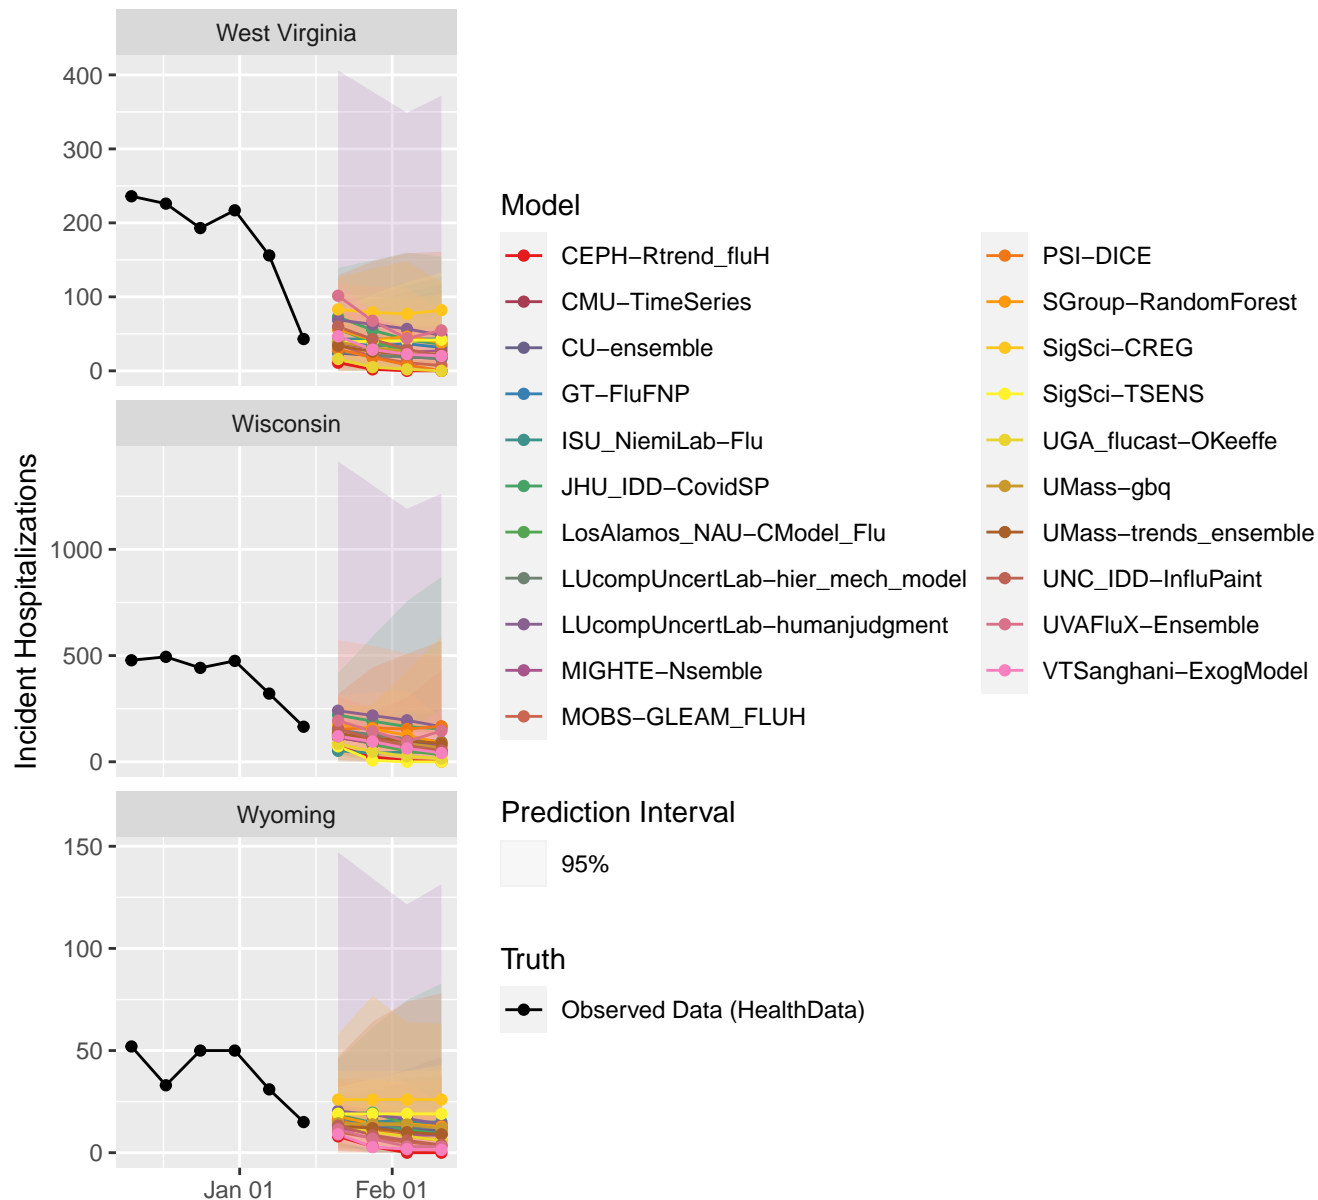 West Virginia
400
300
200
100
0
Wisconsin
1000
500
0
Wyoming
150
100
50
0
Jan 01
Feb 01
Incident Hospitalizations
Model
CEPH−Rtrend_fluH
CMU−TimeSeries
CU−ensemble
GT−FluFNP
ISU_NiemiLab−Flu
JHU_IDD−CovidSP
LosAlamos_NAU−CModel_Flu
LUcompUncertLab−hier_mech_model
LUcompUncertLab−humanjudgment
MIGHTE−Nsemble
MOBS−GLEAM_FLUH
PSI−DICE
SGroup−RandomForest
SigSci−CREG
SigSci−TSENS
UGA_flucast−OKeeffe
UMass−gbq
UMass−trends_ensemble
UNC_IDD−InfluPaint
UVAFluX−Ensemble
VTSanghani−ExogModel
Prediction Interval
95%
Truth
Observed Data (HealthData)